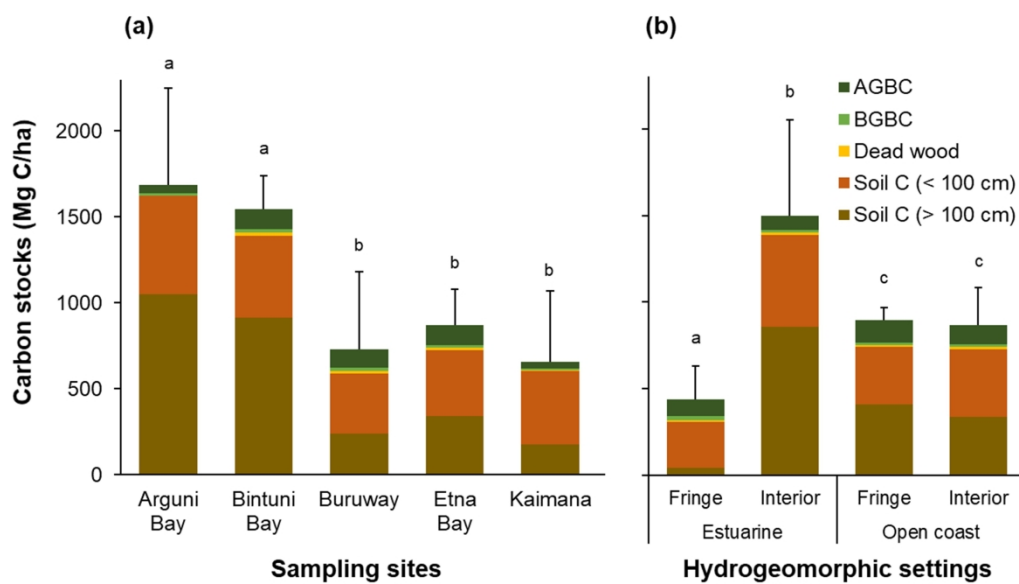 (a)
(b)
Carbon stocks (Mg C/ha)
2000
1500
1000
500
0
a
a
b
b
b
Arguni Bay
Bintuni Bay
Buruway
Etna Bay
Kaimana
Sampling sites
a
b
c
c
AGBC
BGBC
Dead wood
Soil C (< 100 cm)
Soil C (> 100 cm)
Fringe
Interior
Fringe
Interior
Estuarine
Open coast
Hydrogeomorphic settings